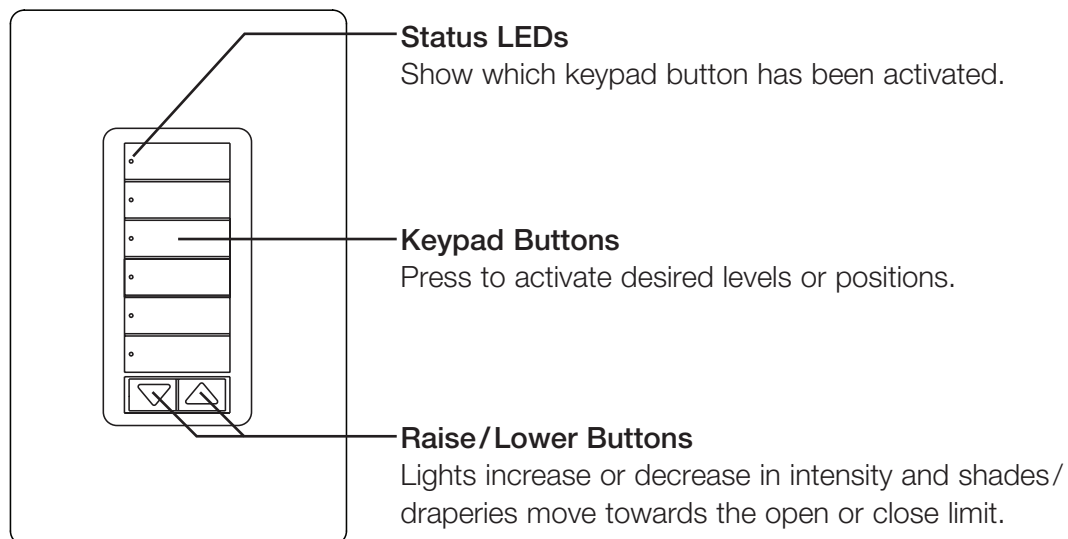 Status LEDs
Show which keypad button has been activated.
Keypad Buttons
Press to activate desired levels or positions.
Raise/Lower Buttons
Lights increase or decrease in intensity and shades/
draperies move towards the open or close limit.